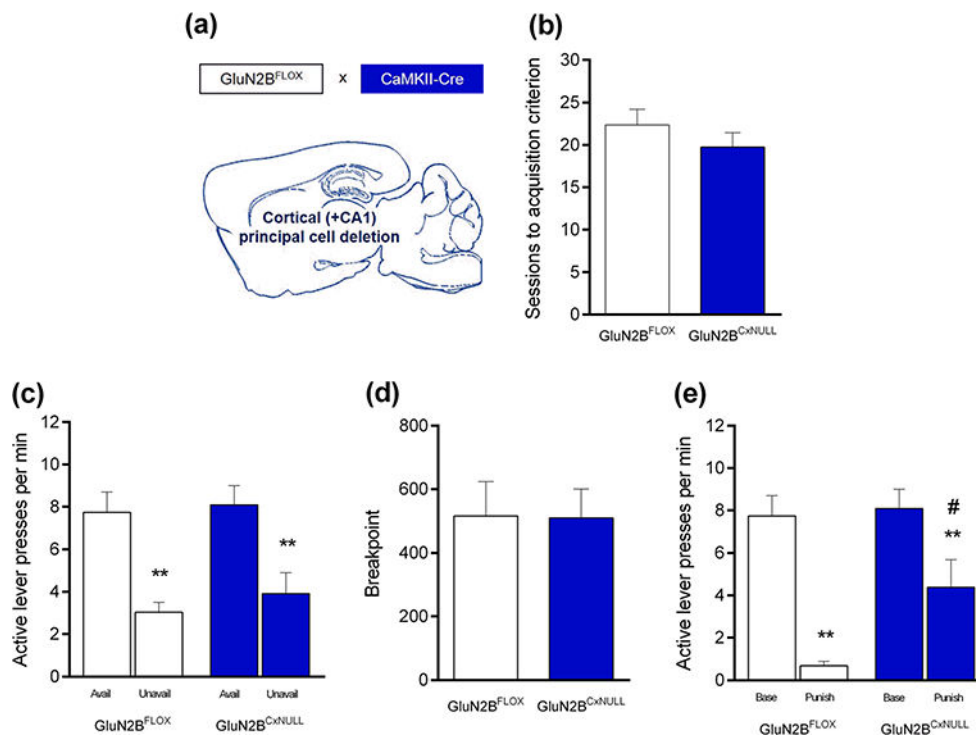 (a)
GluN2BFLOX x CaMKII-Cre
Cortical (+CA1)
principal cell deletion
(b)
Sessions to acquisition criterion
30
25
20
15
10
5
0
GluN2BFLOX GluN2BCxNULL
(c)
Active lever presses per min
12
10
8
6
4
2
0
**
**
Avail Unavail Avail Unavail
GluN2BFLOX GluN2BCxNULL
(d)
Breakpoint
800
600
400
200
0
GluN2BFLOX GluN2BCxNULL
(e)
Active lever presses per min
12
10
8
6
4
2
0
**
#
**
Base Punish Base Punish
GluN2BFLOX GluN2BCxNULL